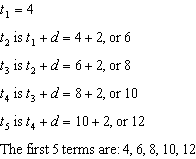 t₁ = 4
t₂ is t₁ + d = 4 + 2, or 6
t₃ is t₂ + d = 6 + 2, or 8
t₄ is t₃ + d = 8 + 2, or 10
t₅ is t₄ + d = 10 + 2, or 12
The first 5 terms are: 4, 6, 8, 10, 12